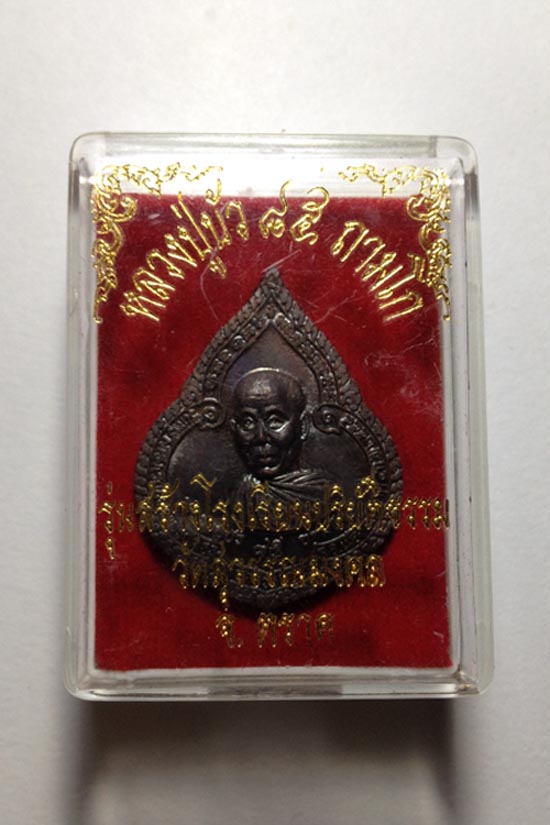 หลวงปู่บัว ๘๕ ถามโก
รุ่นสร้างโรงเรียนปริยัติธรรม
วัดสุวรรณมงคล
จ. ตราด